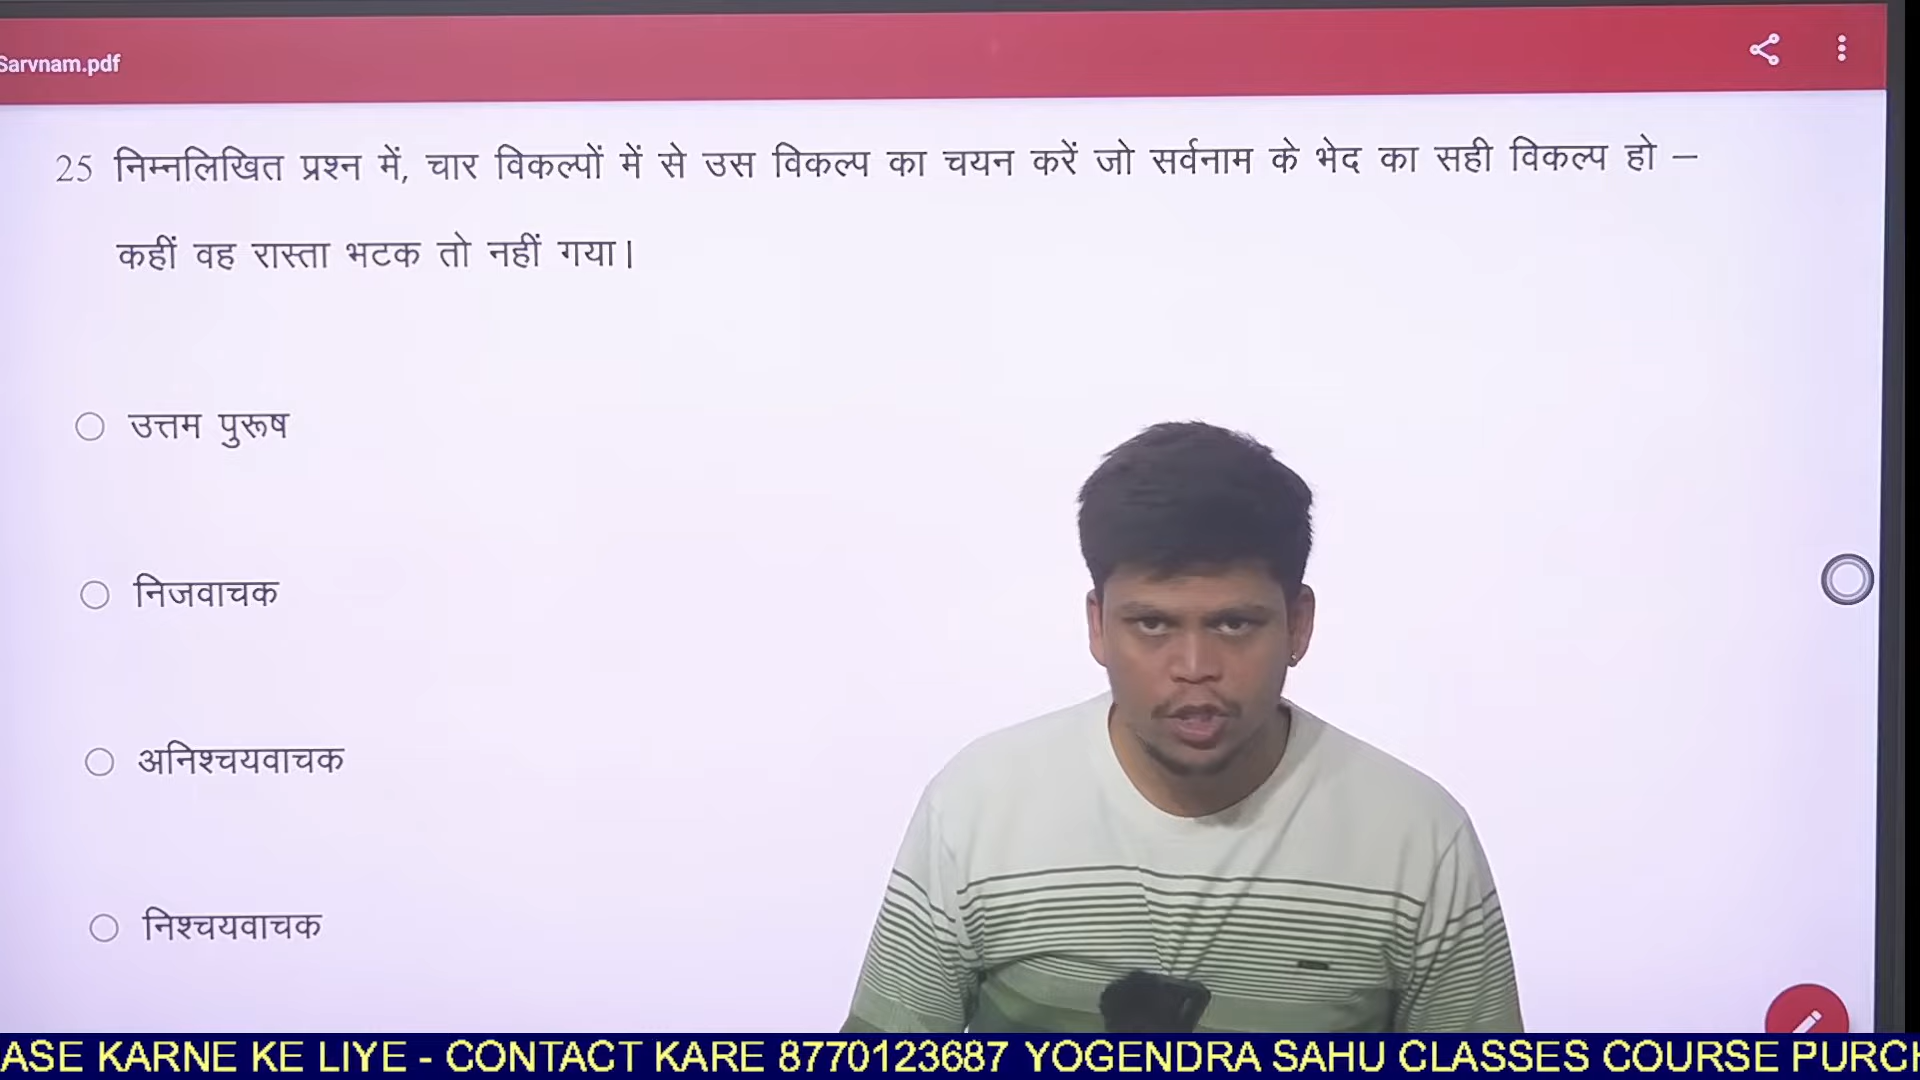 Sarvnam.pdf
25 निम्नलिखित प्रश्न में, चार विकल्पों में से उस विकल्प का चयन करें जो सर्वनाम के भेद का सही विकल्प हो –
कहीं वह रास्ता भटक तो नहीं गया।
उत्तम पुरूष
निजवाचक
अनिश्चयवाचक
निश्चयवाचक
ASE KARNE KE LIYE - CONTACT KARE 8770123687 YOGENDRA SAHU CLASSES COURSE PURCH